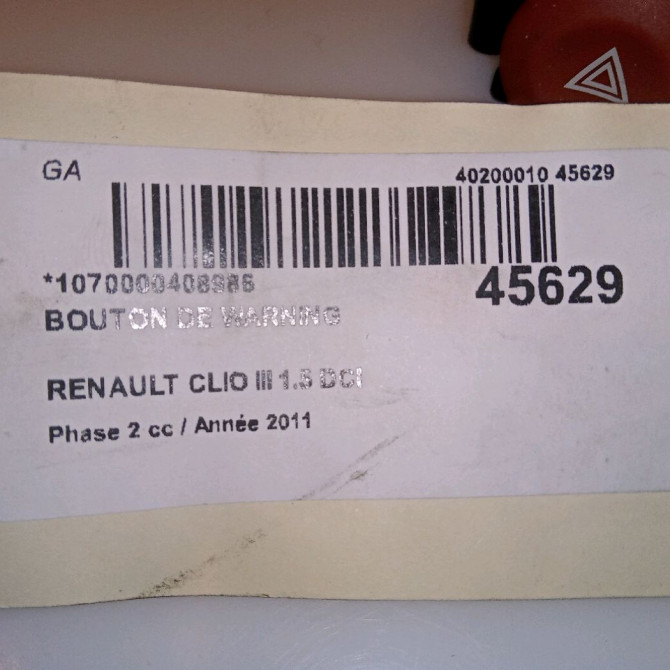 GA
40200010 45629
*1070000408986
45629
BOUTON DE WARNING
RENAULT CLIO III 1.5 DCI
Phase 2 cc / Année 2011